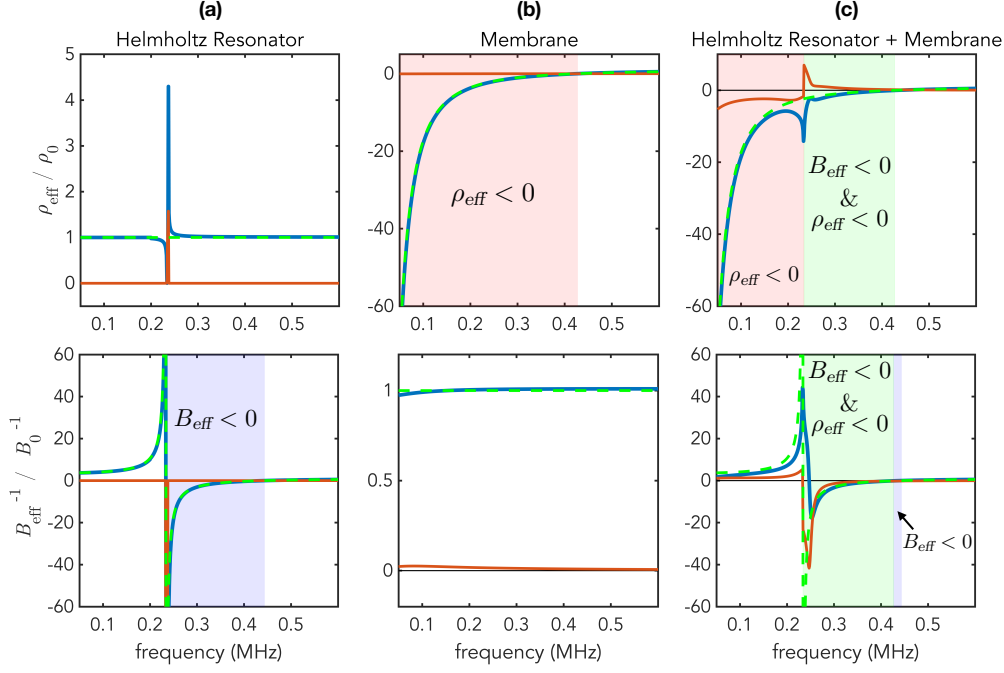 (a)
Helmholtz Resonator
5
4
3
2
1
0
ρeff / ρ0
0.1 0.2 0.3 0.4 0.5
(b)
Membrane
0
-20
-40
-60
ρeff < 0
0.1 0.2 0.3 0.4 0.5
(c)
Helmholtz Resonator + Membrane
0
-20
-40
-60
Beff < 0
&
ρeff < 0
ρeff < 0
0.1 0.2 0.3 0.4 0.5
60
40
20
0
-20
-40
-60
Beff⁻¹ / B0⁻¹
Beff < 0
0.1 0.2 0.3 0.4 0.5
frequency (MHz)
1
0.5
0
0.1 0.2 0.3 0.4 0.5
frequency (MHz)
60
40
20
0
-20
-40
-60
Beff < 0
&
ρeff < 0
Beff < 0
0.1 0.2 0.3 0.4 0.5
frequency (MHz)